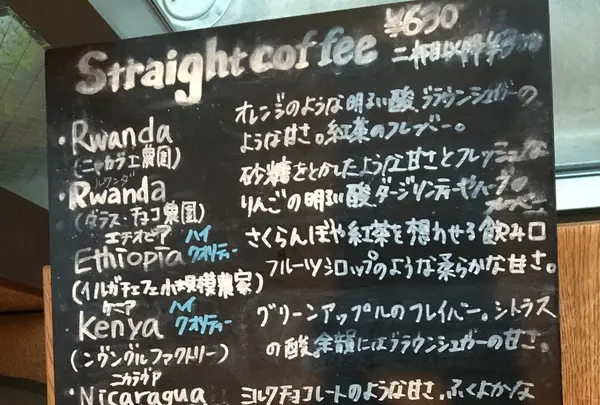 Straight coffee ¥630
二杯目以降¥300
・Rwanda
(ニャカラエ農園)
オレンジのような明るい酸、ブラウンシュガーの
ような甘さ。紅茶のフレーバー。
ルワンダ
Rwanda
(ガラス・チョコ農園)
砂糖をとかしたような甘さとフレッシュな
りんごの明るい酸 ダージリンティーやハーブの
フレーバー
エチオピア ハイ
Ethiopia クオリティー
(イルガチェフェ小規模農家)
さくらんぼや紅茶を想わせる飲み口
フルーツシロップのような柔らかな甘さ。
ケニア ハイ
Kenya クオリティー
(ンヴングルファクトリー)
グリーンアップルのフレイバー。シトラス
の酸。余韻にはブラウンシュガーの甘さ。
ニカラグア
・Nicaragua
ミルクチョコレートのような甘さ。ふくよかな